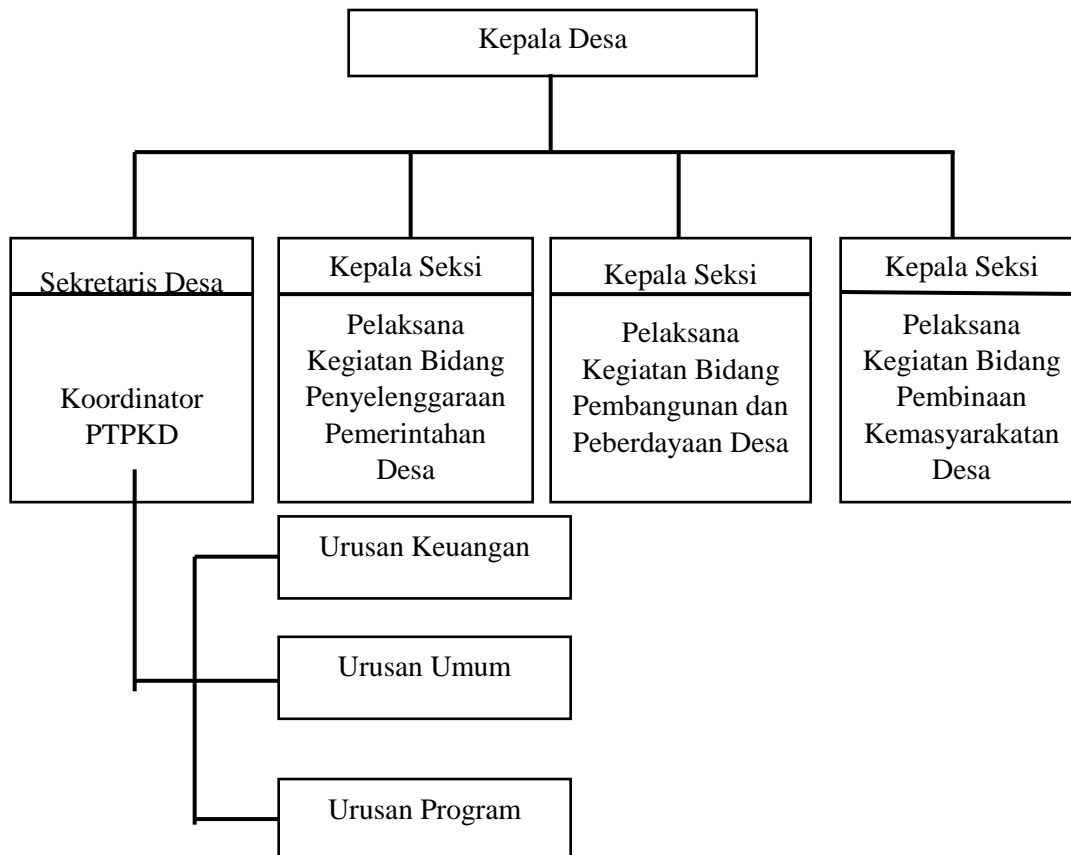 Kepala Desa
Sekretaris Desa
Koordinator
PTPKD
Kepala Seksi
Pelaksana
Kegiatan Bidang
Penyelenggaraan
Pemerintahan
Desa
Kepala Seksi
Pelaksana
Kegiatan Bidang
Pembangunan dan
Peberdayaan Desa
Kepala Seksi
Pelaksana
Kegiatan Bidang
Pembinaan
Kemasyarakatan
Desa
Urusan Keuangan
Urusan Umum
Urusan Program